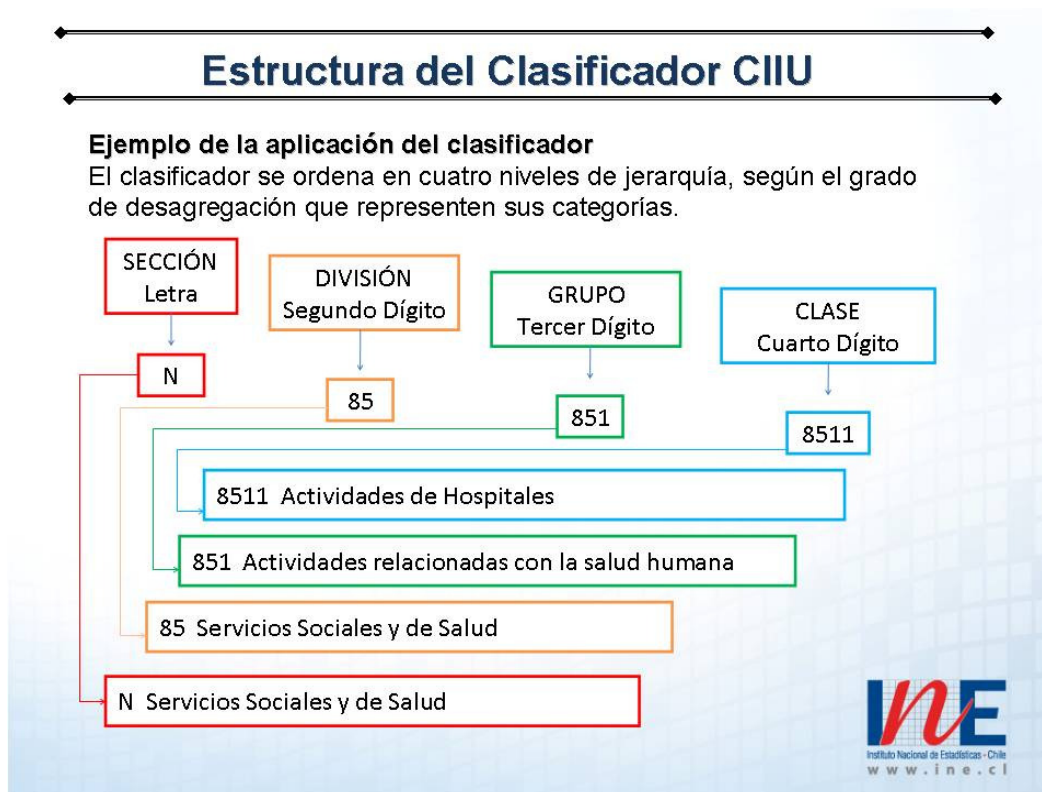 Estructura del Clasificador CIIU
Ejemplo de la aplicación del clasificador
El clasificador se ordena en cuatro niveles de jerarquía, según el grado
de desagregación que representen sus categorías.
SECCIÓN
Letra
DIVISIÓN
Segundo Dígito
GRUPO
Tercer Dígito
CLASE
Cuarto Dígito
N
85
851
8511
8511 Actividades de Hospitales
851 Actividades relacionadas con la salud humana
85 Servicios Sociales y de Salud
N Servicios Sociales y de Salud
INE
Instituto Nacional de Estadísticas - Chile
www.ine.cl